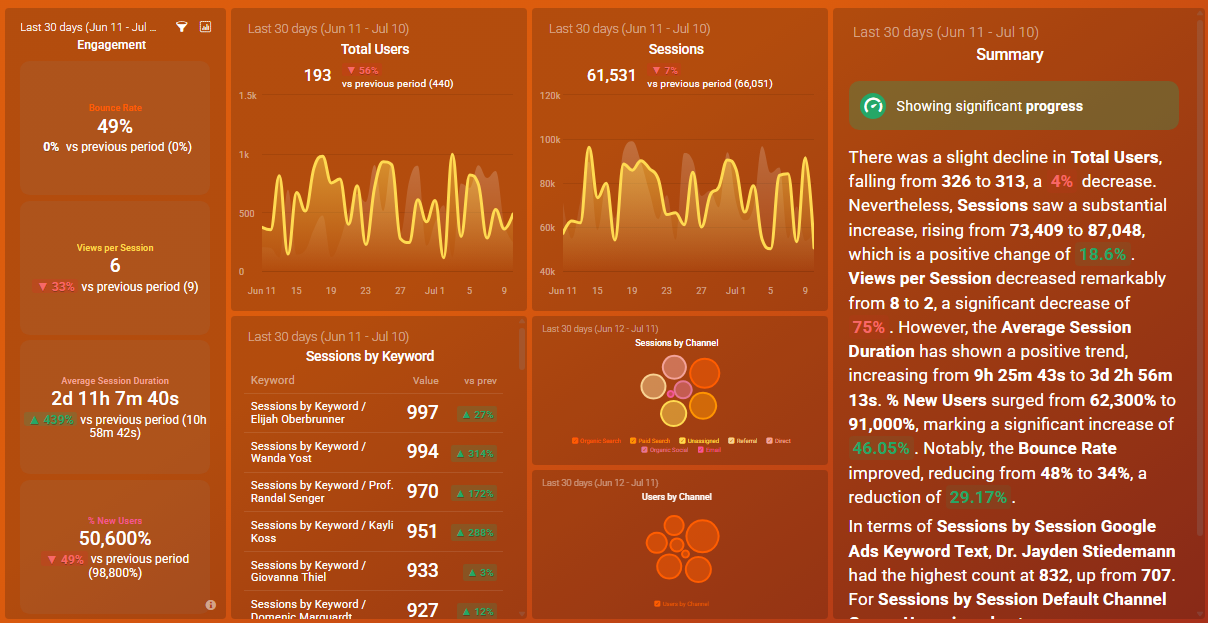 Last 30 days (Jun 11 - Jul ...
Engagement
Bounce Rate
49%
0% vs previous period (0%)
Views per Session
6
▼ 33% vs previous period (9)
Average Session Duration
2d 11h 7m 40s
▲ 439% vs previous period (10h
58m 42s)
% New Users
50,600%
▼ 49% vs previous period
(98,800%)
Last 30 days (Jun 11 - Jul 10)
Total Users
193
▼ 56%
vs previous period (440)
1.5k
1k
500
0
Jun 11 15 19 23 27 Jul 1 5 9
Last 30 days (Jun 11 - Jul 10)
Sessions
61,531
▼ 7%
vs previous period (66,051)
120k
100k
80k
60k
40k
Jun 11 15 19 23 27 Jul 1 5 9
Last 30 days (Jun 11 - Jul 10)
Sessions by Keyword
Keyword Value vs prev
Sessions by Keyword /
Elijah Oberbrunner
997 ▲ 27%
Sessions by Keyword /
Wanda Yost
994 ▲ 314%
Sessions by Keyword / Prof.
Randal Senger
970 ▲ 172%
Sessions by Keyword / Kayli
Koss
951 ▲ 288%
Sessions by Keyword /
Giovanna Thiel
933 ▲ 3%
Sessions by Keyword /
Domenic Marquardt
927 ▲ 12%
Last 30 days (Jun 12 - Jul 11)
Sessions by Channel
Organic Search Paid Search Unassigned Referral Direct
Organic Social Email
Last 30 days (Jun 12 - Jul 11)
Users by Channel
Users by Channel
Last 30 days (Jun 11 - Jul 10)
Summary
Showing significant progress
There was a slight decline in Total Users,
falling from 326 to 313, a 4% decrease.
Nevertheless, Sessions saw a substantial
increase, rising from 73,409 to 87,048,
which is a positive change of 18.6% .
Views per Session decreased remarkably
from 8 to 2, a significant decrease of
75% . However, the Average Session
Duration has shown a positive trend,
increasing from 9h 25m 43s to 3d 2h 56m
13s. % New Users surged from 62,300% to
91,000%, marking a significant increase of
46.05% . Notably, the Bounce Rate
improved, reducing from 48% to 34%, a
reduction of 29.17% .
In terms of Sessions by Session Google
Ads Keyword Text, Dr. Jayden Stiedemann
had the highest count at 832, up from 707.
For Sessions by Session Default Channel